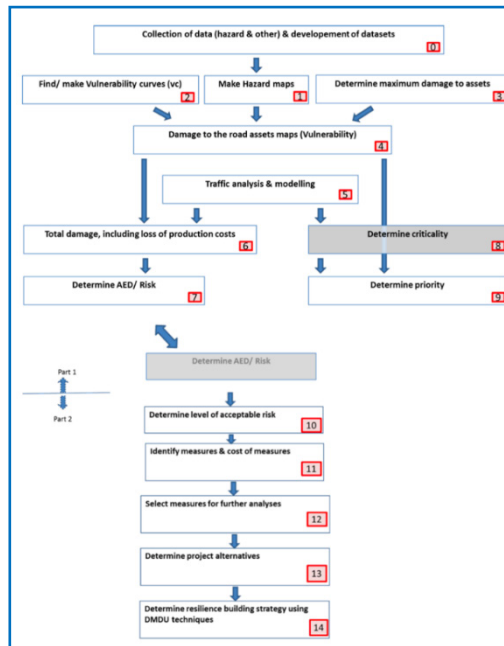 Collection of data (hazard & other) & developement of datasets
0
Find/ make Vulnerability curves (vc)
2
Make Hazard maps
1
Determine maximum damage to assets
3
Damage to the road assets maps (Vulnerability)
4
Traffic analysis & modelling
5
Total damage, including loss of production costs
6
Determine criticality
8
Determine AED/ Risk
7
Determine priority
9
Determine AED/ Risk
Part 1
Part 2
Determine level of acceptable risk
10
Identify measures & cost of measures
11
Select measures for further analyses
12
Determine project alternatives
13
Determine resilience building strategy using
DMDU techniques
14